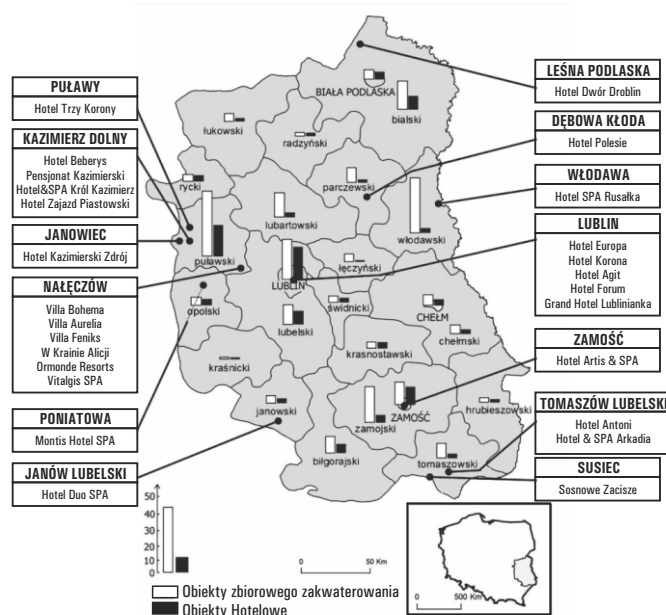 PUŁAWY
Hotel Trzy Korony
KAZIMIERZ DOLNY
Hotel Beberys
Pensjonat Kazimierski
Hotel&SPA Król Kazimierz
Hotel Zajazd Piastowski
JANOWIEC
Hotel Kazimierski Zdrój
NAŁĘCZÓW
Villa Bohema
Villa Aurelia
Villa Feniks
W Krainie Alicji
Ormonde Resorts
Vitalgis SPA
PONIATOWA
Montis Hotel SPA
JANÓW LUBELSKI
Hotel Duo SPA
BIAŁA PODLASKA
bialski
łukowski
radzyński
parczewski
rycki
lubartowski
włodawski
puławski
łęczyński
LUBLIN
opolski
lubelski
świdnicki
CHEŁM
chełmski
krasnostawski
kraśnicki
janowski
zamojski
ZAMOŚĆ
hrubieszowski
biłgorajski
tomaszowski
LEŚNA PODLASKA
Hotel Dwór Droblin
DĘBOWA KŁODA
Hotel Polesie
WŁODAWA
Hotel SPA Rusałka
LUBLIN
Hotel Europa
Hotel Korona
Hotel Agit
Hotel Forum
Grand Hotel Lublinianka
ZAMOŚĆ
Hotel Artis & SPA
TOMASZÓW LUBELSKI
Hotel Antoni
Hotel & SPA Arkadia
SUSIEC
Sosnowe Zacisze
50
40
30
20
10
0
0 50 Km
Obiekty zbiorowego zakwaterowania
Obiekty Hotelowe
0 500 Km